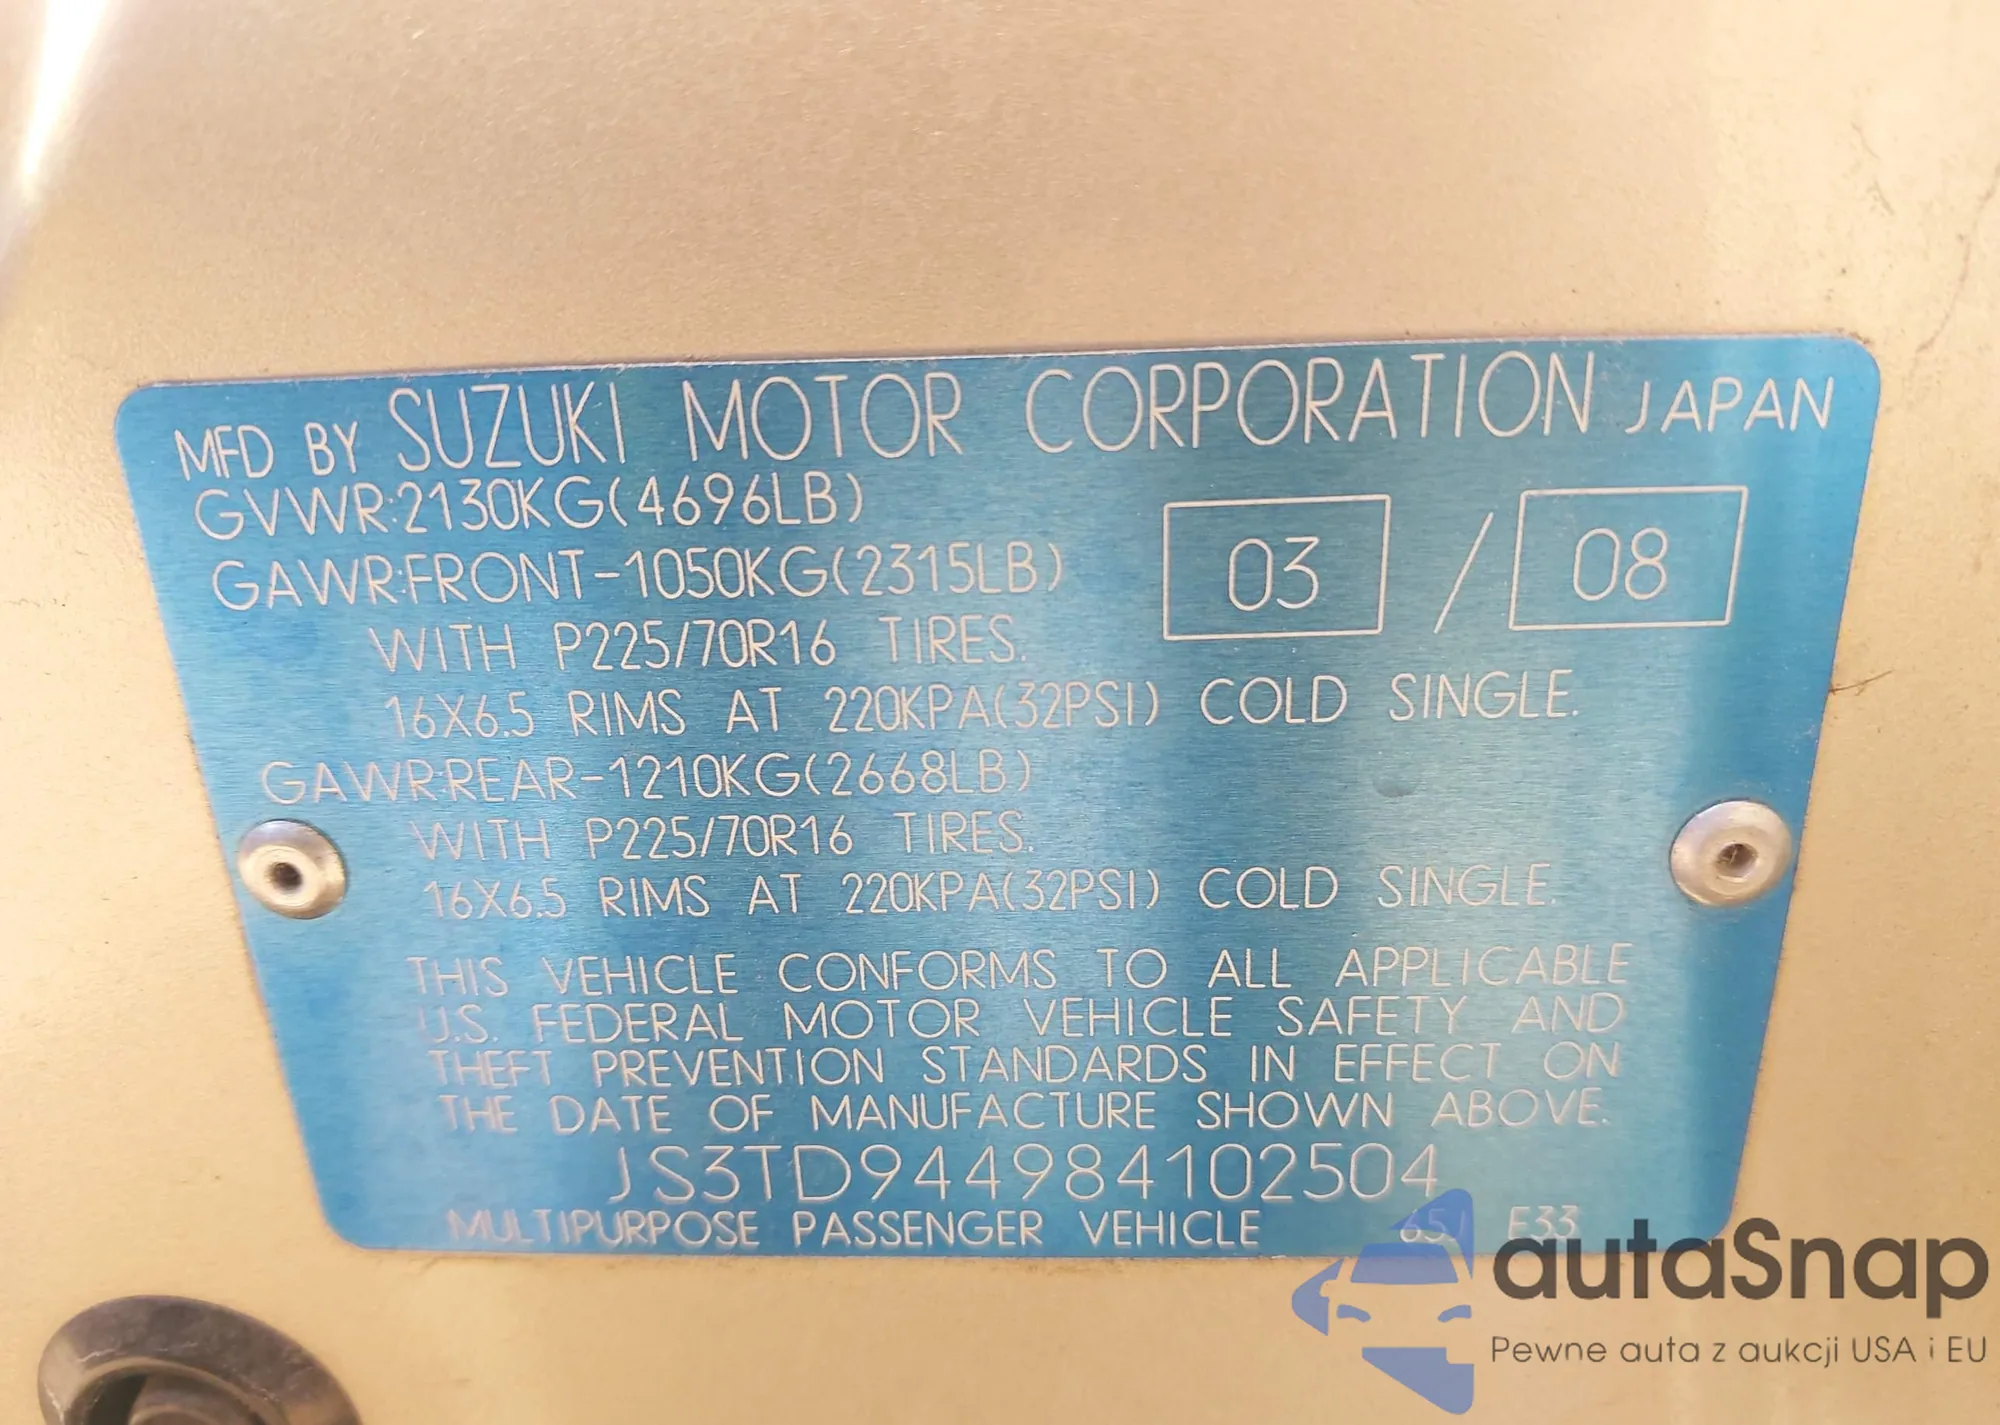 MFD BY SUZUKI MOTOR CORPORATION JAPAN
GVWR:2130KG(4696LB)
03 / 08
GAWR:FRONT-1050KG(2315LB)
WITH P225/70R16 TIRES.
16X6.5 RIMS AT 220KPA(32PSI) COLD SINGLE.
GAWR:REAR-1210KG(2668LB)
WITH P225/70R16 TIRES.
16X6.5 RIMS AT 220KPA(32PSI) COLD SINGLE.
THIS VEHICLE CONFORMS TO ALL APPLICABLE
U.S. FEDERAL MOTOR VEHICLE SAFETY AND
THEFT PREVENTION STANDARDS IN EFFECT ON
THE DATE OF MANUFACTURE SHOWN ABOVE.
JS3TD944984102504
MULTIPURPOSE PASSENGER VEHICLE E33
autaSnap
Pewne auta z aukcji USA i EU